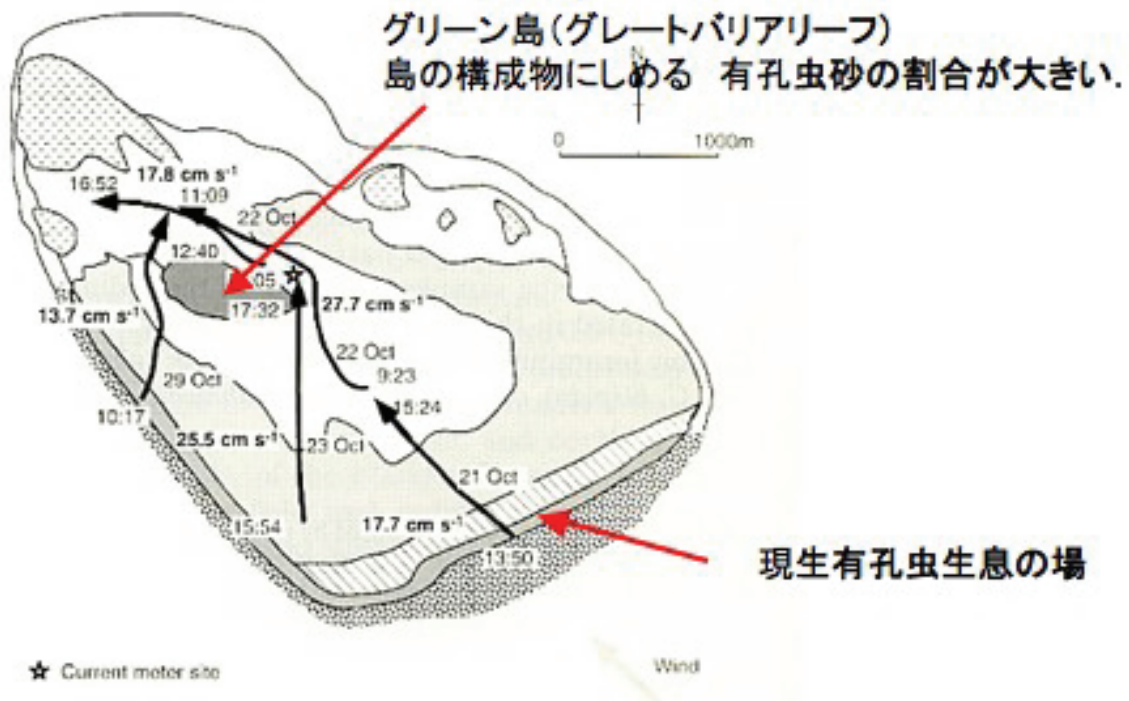 グリーン島(グレートバリアリーフ)
島の構成物にしめる 有孔虫砂の割合が大きい.
N
0 1000m
17.8 cm s⁻¹
16:52
11:09
22 Oct
12:40
05
17:32
27.7 cm s⁻¹
13.7 cm s⁻¹
22 Oct
9:23
29 Oct
15:24
10:17
25.5 cm s⁻¹
23 Oct
21 Oct
15:54
17.7 cm s⁻¹
13:50
現生有孔虫生息の場
Wind
☆ Current meter site